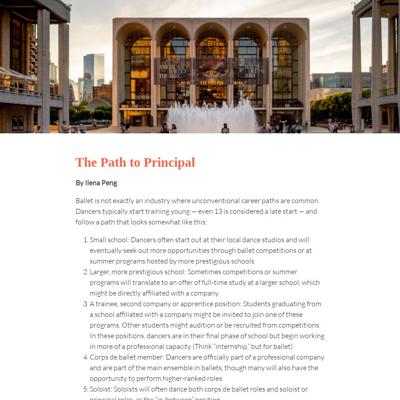 AMERICAN
BALLET
THEATRE
The Path to Principal
By Ilena Peng
Ballet is not exactly an industry where unconventional career paths are common.
Dancers typically start training young — even 13 is considered a late start — and
follow a path that looks somewhat like this:
1. Small school: Dancers often start out at their local dance studios and will
eventually seek out more opportunities through ballet competitions or at
summer programs hosted by more prestigious schools
2. Larger, more prestigious school: Sometimes competitions or summer
programs will translate to an offer of full-time study at a larger school, which
might be directly affiliated with a company
3. A trainee, second company or apprentice position: Students graduating from
a school affiliated with a company might be invited to join one of these
programs. Other students might audition or be recruited from competitions.
In these positions, dancers are in their final phase of school but begin working
in more of a professional capacity (Think "internship," but for ballet)
4. Corps de ballet member: Dancers are officially part of a professional company
and are part of the main ensemble in ballets, though many will also have the
opportunity to perform higher-ranked roles
5. Soloist: Soloists will often dance both corps de ballet roles and soloist or
principal roles, as the "in-between" position